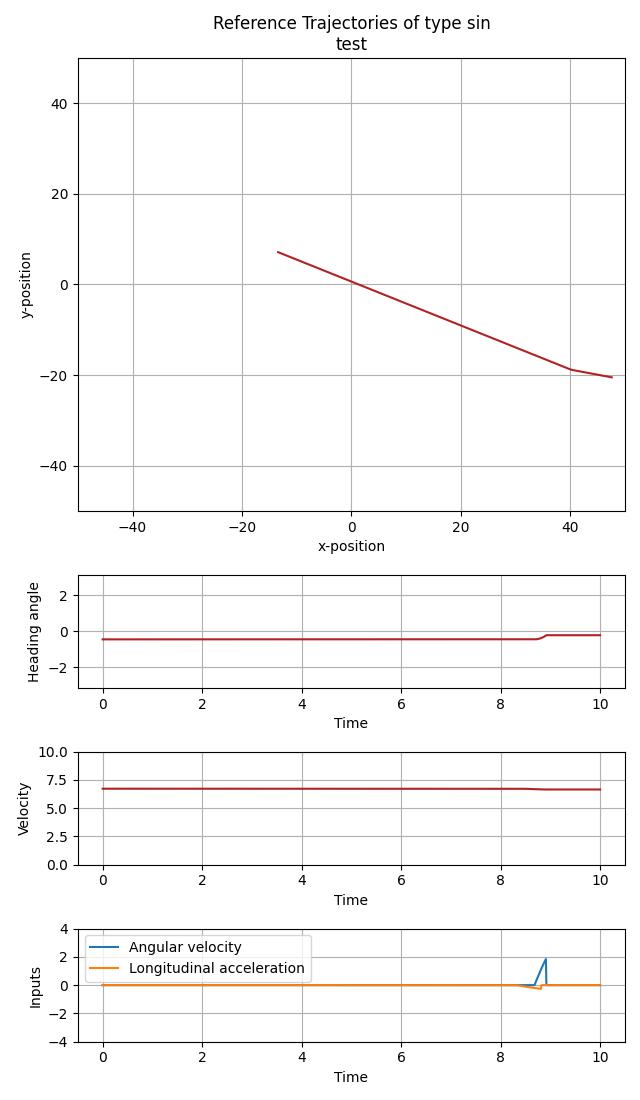 Reference Trajectories of type sin
test
40
20
0
−20
−40
y-position
−40 −20 0 20 40
x-position
2
0
−2
Heading angle
0 2 4 6 8 10
Time
10.0
7.5
5.0
2.5
0.0
Velocity
0 2 4 6 8 10
Time
4
2
0
−2
−4
Inputs
Angular velocity
Longitudinal acceleration
0 2 4 6 8 10
Time